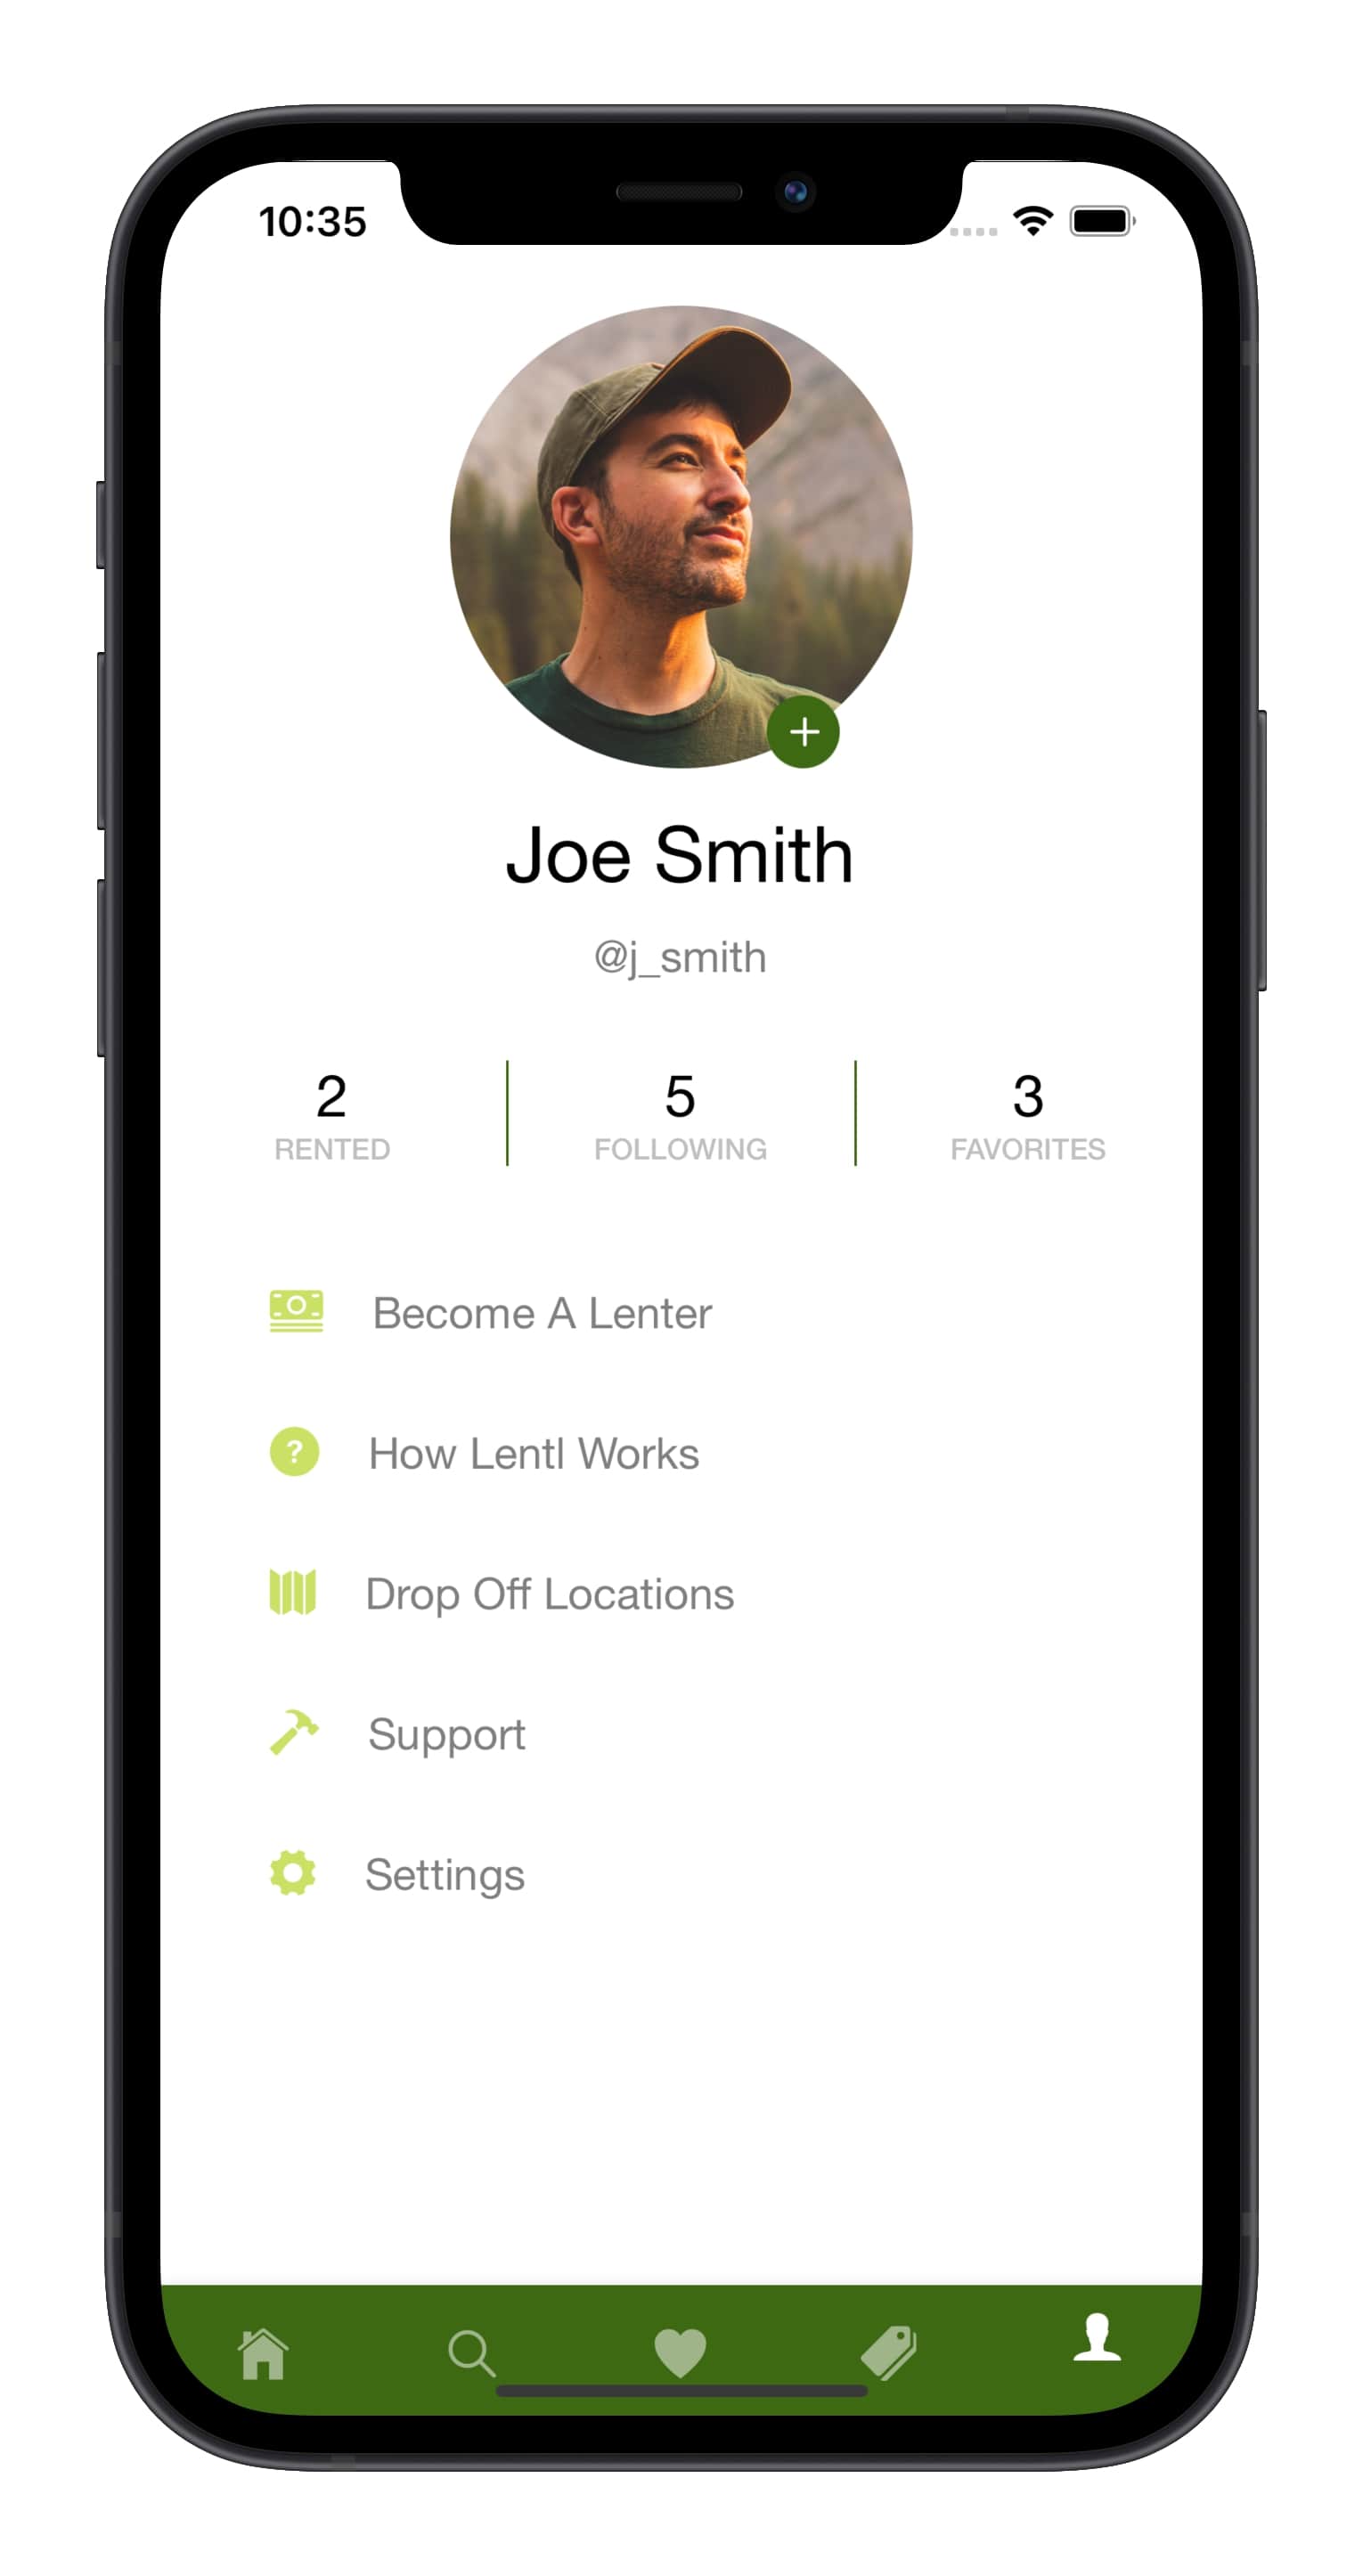 10:35
Joe Smith
@j_smith
2 5 3
RENTED FOLLOWING FAVORITES
Become A Lenter
? How Lentl Works
Drop Off Locations
Support
Settings